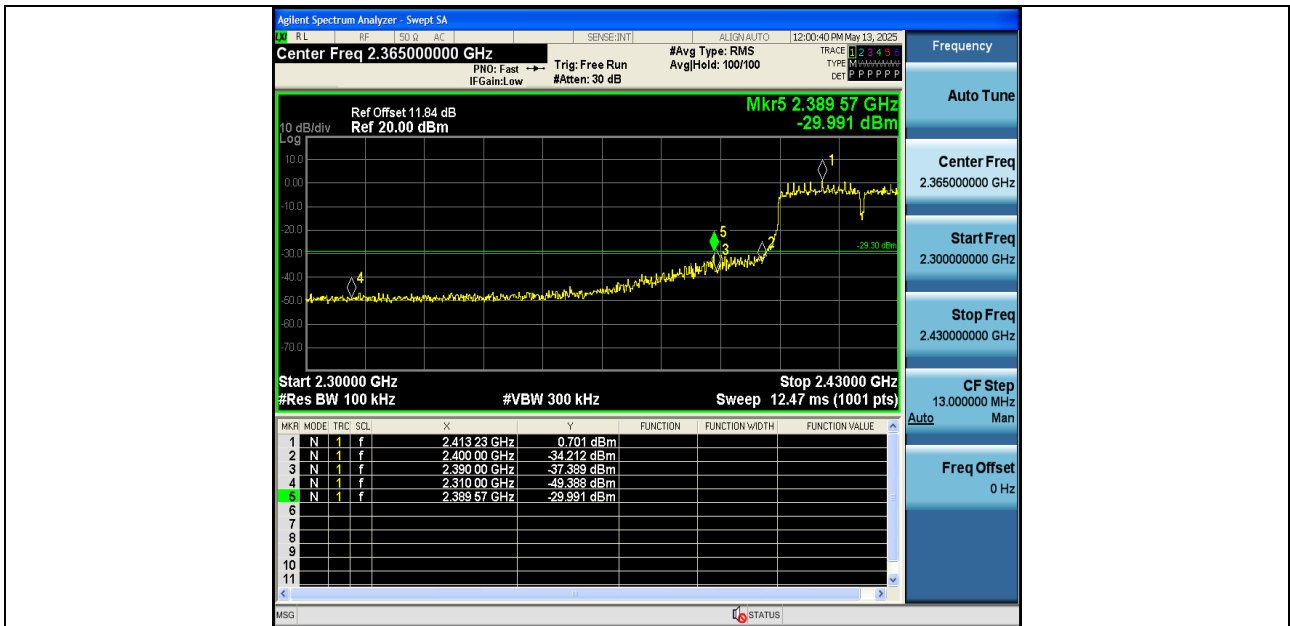 Agilent Spectrum Analyzer - Swept SA
LXI RL RF 50 Ω AC SENSE:INT ALIGN AUTO 12:00:40 PM May 13, 2025
Center Freq 2.365000000 GHz
PNO: Fast
IFGain:Low
Trig: Free Run
#Atten: 30 dB
#Avg Type: RMS
Avg|Hold: 100/100
TRACE 1 2 3 4 5 6
TYPE M
DET P P P P P P
Ref Offset 11.84 dB
10 dB/div Ref 20.00 dBm
Log
Mkr5 2.389 57 GHz
-29.991 dBm
10.0
0.00
-10.0
-20.0
-30.0
-40.0
-50.0
-60.0
-70.0
1
5
2
3
4
-29.30 dBm
Start 2.30000 GHz Stop 2.43000 GHz
#Res BW 100 kHz #VBW 300 kHz Sweep 12.47 ms (1001 pts)
MKR MODE TRC SCL X Y FUNCTION FUNCTION WIDTH FUNCTION VALUE
1 N 1 f 2.413 23 GHz 0.701 dBm
2 N 1 f 2.400 00 GHz -34.212 dBm
3 N 1 f 2.390 00 GHz -37.389 dBm
4 N 1 f 2.310 00 GHz -49.388 dBm
5 N 1 f 2.389 57 GHz -29.991 dBm
6
7
8
9
10
11
MSG STATUS
Frequency
Auto Tune
Center Freq
2.365000000 GHz
Start Freq
2.300000000 GHz
Stop Freq
2.430000000 GHz
CF Step
13.000000 MHz
Auto Man
Freq Offset
0 Hz